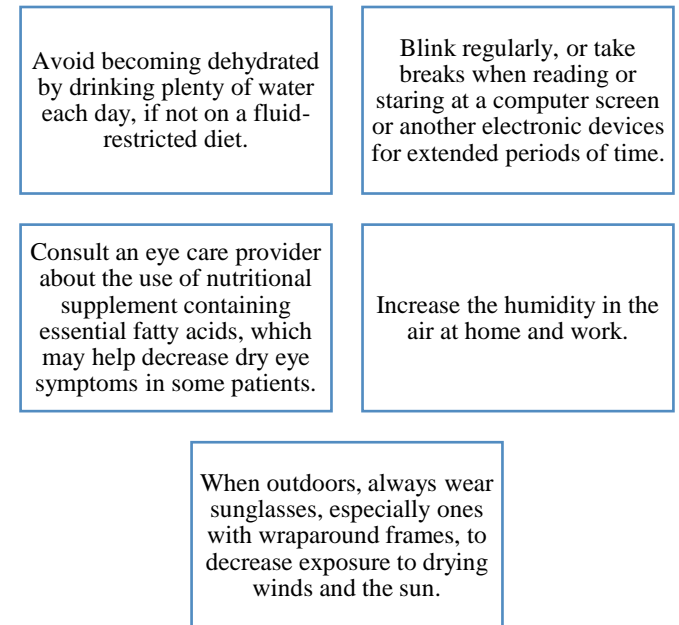 Avoid becoming dehydrated
by drinking plenty of water
each day, if not on a fluid-
restricted diet.
Blink regularly, or take
breaks when reading or
staring at a computer screen
or another electronic devices
for extended periods of time.
Consult an eye care provider
about the use of nutritional
supplement containing
essential fatty acids, which
may help decrease dry eye
symptoms in some patients.
Increase the humidity in the
air at home and work.
When outdoors, always wear
sunglasses, especially ones
with wraparound frames, to
decrease exposure to drying
winds and the sun.